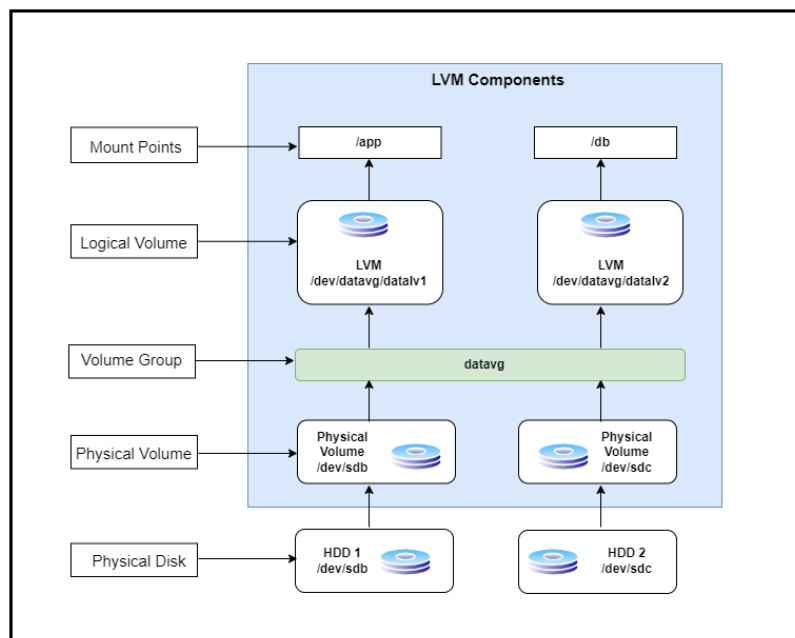 LVM Components
Mount Points
/app
/db
Logical Volume
LVM
/dev/datavg/datalv1
LVM
/dev/datavg/datalv2
Volume Group
datavg
Physical Volume
Physical
Volume
/dev/sdb
Physical
Volume
/dev/sdc
Physical Disk
HDD 1
/dev/sdb
HDD 2
/dev/sdc